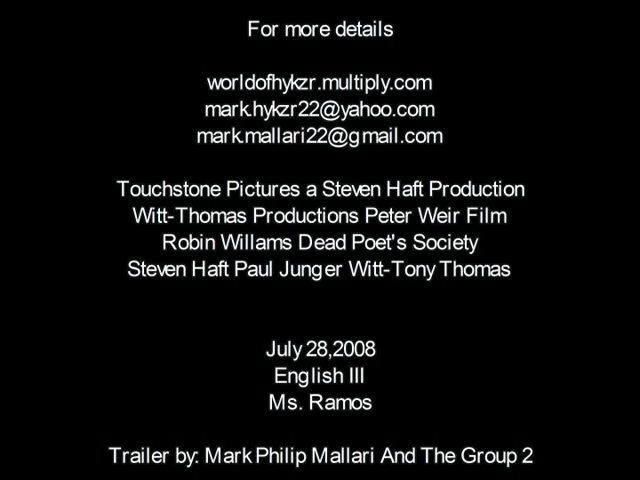 For more details
worldofhykzr.multiply.com
mark.hykzr22@yahoo.com
mark.mallari22@gmail.com
Touchstone Pictures a Steven Haft Production
Witt-Thomas Productions Peter Weir Film
Robin Willams Dead Poet's Society
Steven Haft Paul Junger Witt-Tony Thomas
July 28,2008
English III
Ms. Ramos
Trailer by: Mark Philip Mallari And The Group 2